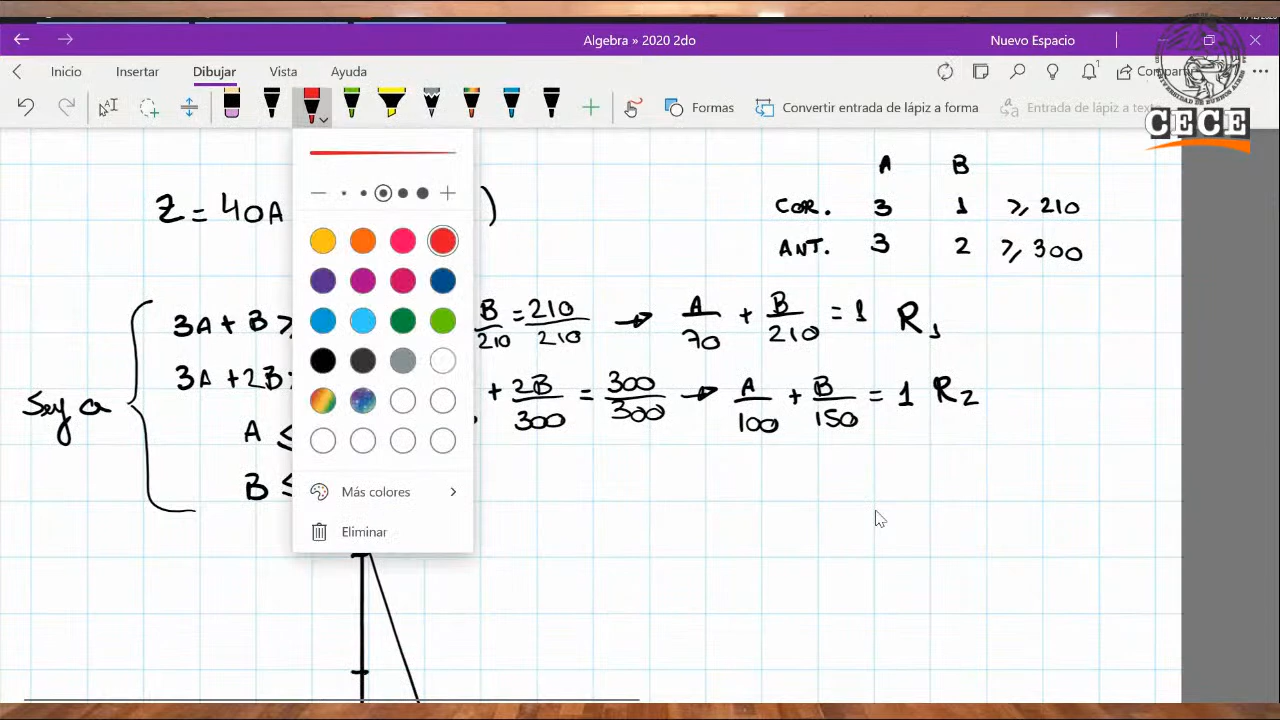 Algebra » 2020 2do
Nuevo Espacio
Inicio Insertar Dibujar Vista Ayuda
Formas Convertir entrada de lápiz a forma Entrada de lápiz a texto
CECE
A B
COR. 3 1 ≥ 210
ANT. 3 2 ≥ 300
Z = 40A )
3A + B > B/210 = 210/210 → A/70 + B/210 = 1 R1
3A + 2B > + 2B/300 = 300/300 → A/100 + B/150 = 1 R2
A ≤
B ≤
Más colores
Eliminar